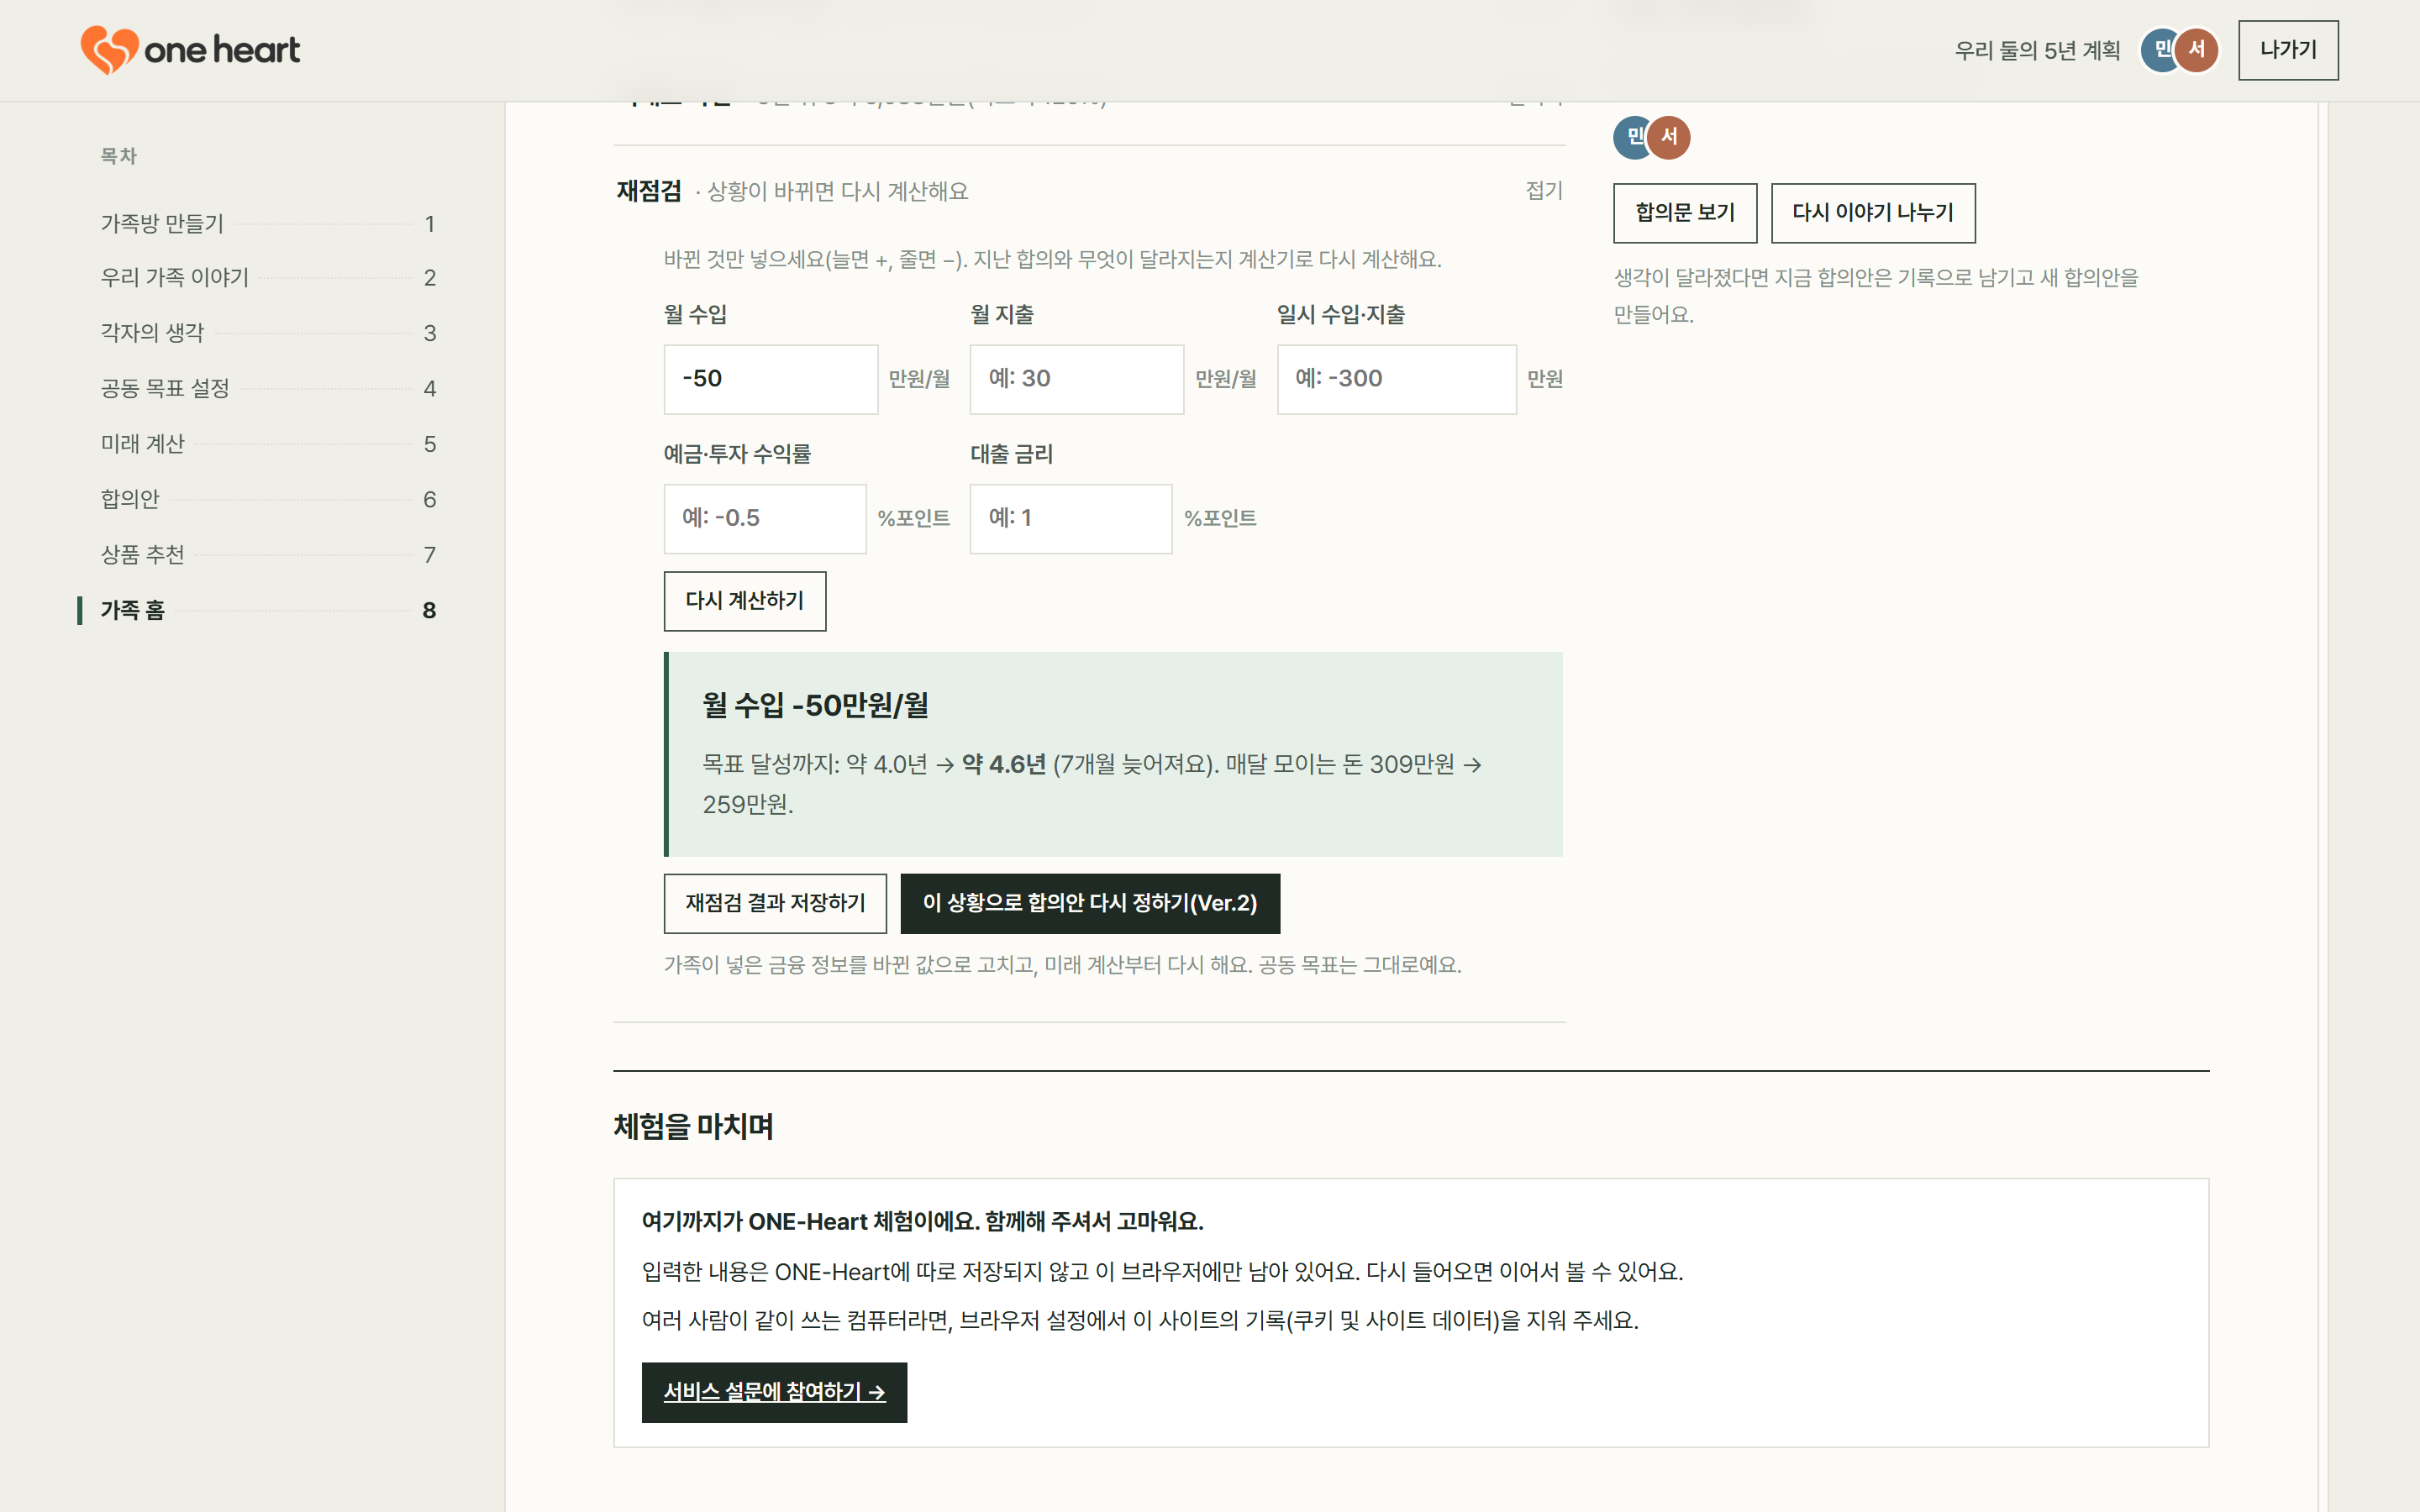 one heart
우리 둘의 5년 계획
민 서
나가기
목차
가족방 만들기 1
우리 가족 이야기 2
각자의 생각 3
공동 목표 설정 4
미래 계산 5
합의안 6
상품 추천 7
가족 홈 8
재점검 · 상황이 바뀌면 다시 계산해요 접기
바뀐 것만 넣으세요(늘면 +, 줄면 −). 지난 합의와 무엇이 달라지는지 계산기로 다시 계산해요.
월 수입 월 지출 일시 수입·지출
-50 만원/월 예: 30 만원/월 예: -300 만원
예금·투자 수익률 대출 금리
예: -0.5 %포인트 예: 1 %포인트
다시 계산하기
월 수입 -50만원/월
목표 달성까지: 약 4.0년 → 약 4.6년 (7개월 늦어져요). 매달 모이는 돈 309만원 →
259만원.
재점검 결과 저장하기 이 상황으로 합의안 다시 정하기(Ver.2)
가족이 넣은 금융 정보를 바뀐 값으로 고치고, 미래 계산부터 다시 해요. 공동 목표는 그대로예요.
민 서
합의문 보기 다시 이야기 나누기
생각이 달라졌다면 지금 합의안은 기록으로 남기고 새 합의안을
만들어요.
체험을 마치며
여기까지가 ONE-Heart 체험이에요. 함께해 주셔서 고마워요.
입력한 내용은 ONE-Heart에 따로 저장되지 않고 이 브라우저에만 남아 있어요. 다시 들어오면 이어서 볼 수 있어요.
여러 사람이 같이 쓰는 컴퓨터라면, 브라우저 설정에서 이 사이트의 기록(쿠키 및 사이트 데이터)을 지워 주세요.
서비스 설문에 참여하기 →